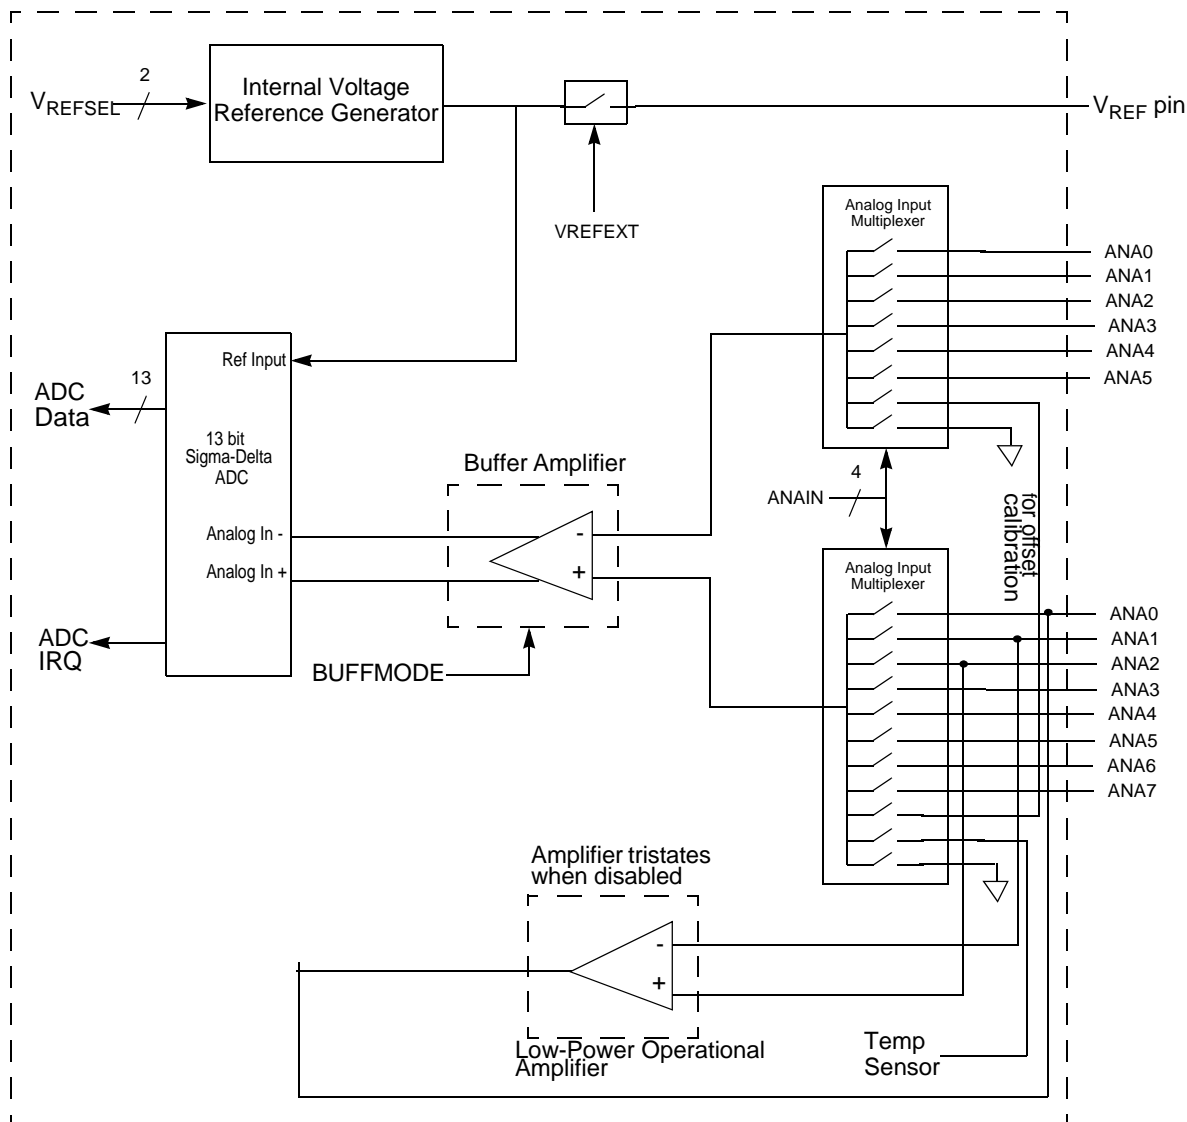 2
VREFSEL
Internal Voltage
Reference Generator
VREF pin
VREFEXT
Analog Input
Multiplexer
ANA0
ANA1
ANA2
ANA3
ANA4
ANA5
Ref Input
13
ADC
Data
13 bit
Sigma-Delta
ADC
Buffer Amplifier
4
ANAIN
for offset
calibration
-
+
Analog In -
Analog In +
ADC
IRQ
BUFFMODE
Analog Input
Multiplexer
ANA0
ANA1
ANA2
ANA3
ANA4
ANA5
ANA6
ANA7
Amplifier tristates
when disabled
-
+
Low-Power Operational
Amplifier
Temp
Sensor